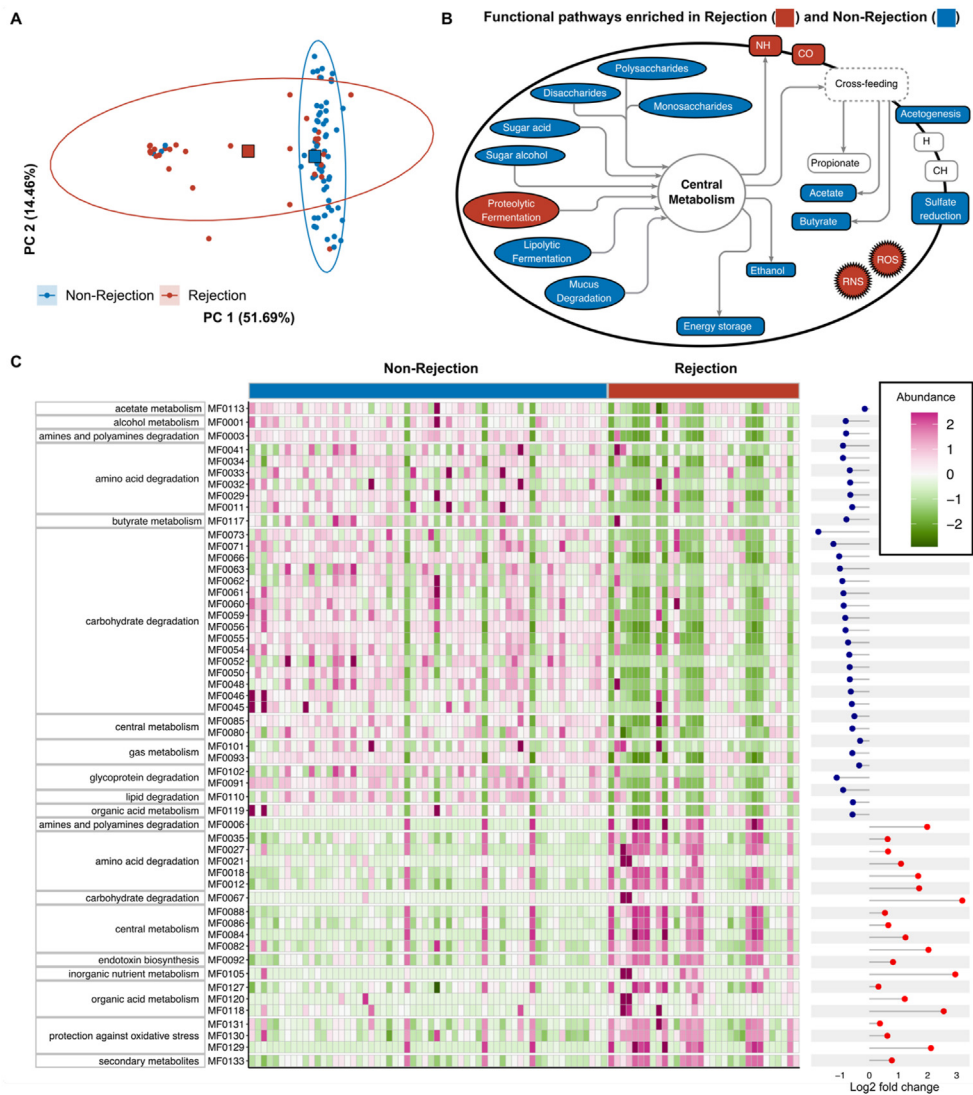 A
PC 2 (14.46%)
Non-Rejection
Rejection
PC 1 (51.69%)
B
Functional pathways enriched in Rejection ( ) and Non-Rejection ( )
NH
CO
Polysaccharides
Disaccharides
Monosaccharides
Cross-feeding
Sugar acid
Acetogenesis
H
Sugar alcohol
Central
Metabolism
Propionate
CH
Proteolytic
Fermentation
Acetate
Sulfate
reduction
Butyrate
Lipolytic
Fermentation
Ethanol
ROS
RNS
Mucus
Degradation
Energy storage
C
Non-Rejection
Rejection
acetate metabolism MF0113
alcohol metabolism MF0001
amines and polyamines degradation MF0003
MF0041
MF0034
MF0033
amino acid degradation
MF0032
MF0029
MF0011
butyrate metabolism MF0117
MF0073
MF0071
MF0066
MF0063
MF0062
MF0061
MF0060
MF0059
carbohydrate degradation
MF0056
MF0055
MF0054
MF0052
MF0050
MF0048
MF0046
MF0045
MF0085
central metabolism
MF0080
MF0101
gas metabolism
MF0093
MF0102
glycoprotein degradation
MF0091
lipid degradation MF0110
organic acid metabolism MF0119
amines and polyamines degradation MF0006
MF0035
MF0027
amino acid degradation
MF0021
MF0018
MF0012
carbohydrate degradation MF0067
MF0088
MF0086
central metabolism
MF0084
MF0082
endotoxin biosynthesis MF0092
inorganic nutrient metabolism MF0105
MF0127
organic acid metabolism MF0120
MF0118
MF0131
protection against oxidative stress MF0130
MF0129
secondary metabolites MF0133
Abundance
2
1
0
−1
−2
−1 0 1 2 3
Log2 fold change